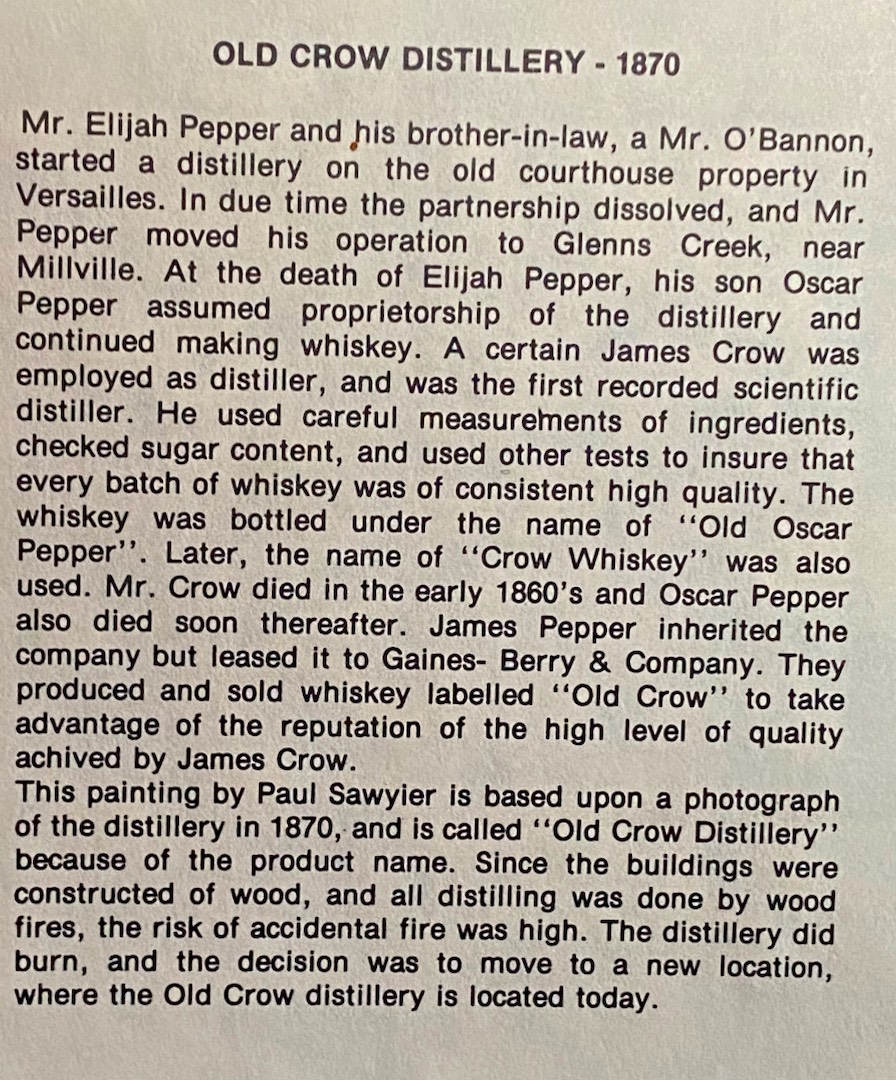 OLD CROW DISTILLERY - 1870
Mr. Elijah Pepper and his brother-in-law, a Mr. O'Bannon,
started a distillery on the old courthouse property in
Versailles. In due time the partnership dissolved, and Mr.
Pepper moved his operation to Glenns Creek, near
Millville. At the death of Elijah Pepper, his son Oscar
Pepper assumed proprietorship of the distillery and
continued making whiskey. A certain James Crow was
employed as distiller, and was the first recorded scientific
distiller. He used careful measurements of ingredients,
checked sugar content, and used other tests to insure that
every batch of whiskey was of consistent high quality. The
whiskey was bottled under the name of ''Old Oscar
Pepper''. Later, the name of ''Crow Whiskey'' was also
used. Mr. Crow died in the early 1860's and Oscar Pepper
also died soon thereafter. James Pepper inherited the
company but leased it to Gaines- Berry & Company. They
produced and sold whiskey labelled ''Old Crow'' to take
advantage of the reputation of the high level of quality
achived by James Crow.
This painting by Paul Sawyier is based upon a photograph
of the distillery in 1870, and is called ''Old Crow Distillery''
because of the product name. Since the buildings were
constructed of wood, and all distilling was done by wood
fires, the risk of accidental fire was high. The distillery did
burn, and the decision was to move to a new location,
where the Old Crow distillery is located today.